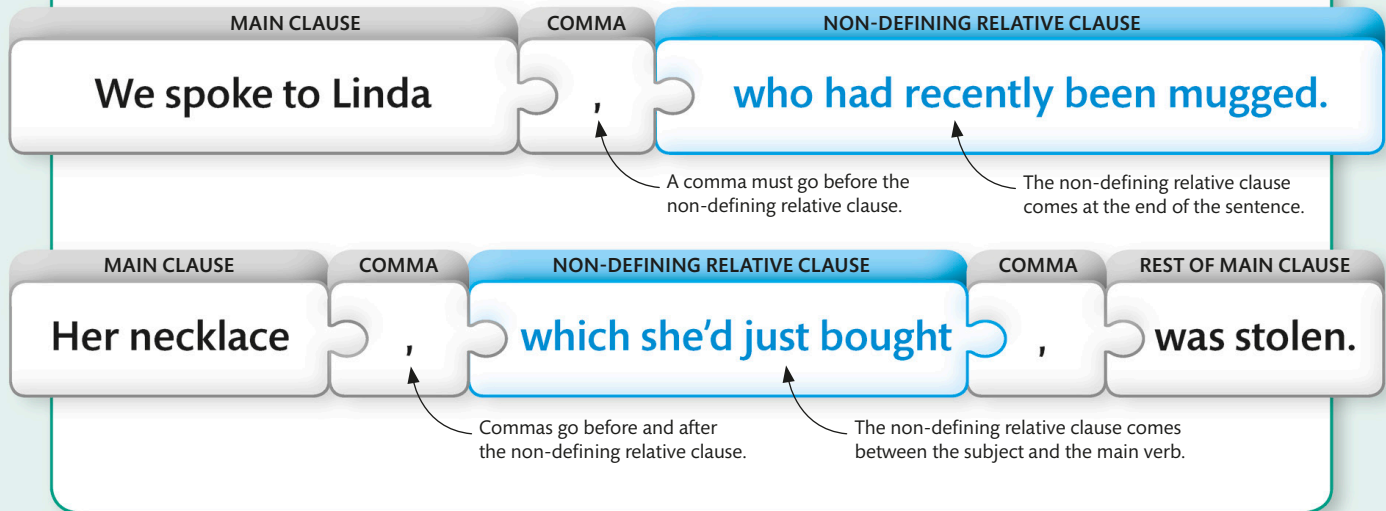 MAIN CLAUSE COMMA NON-DEFINING RELATIVE CLAUSE
We spoke to Linda , who had recently been mugged.
A comma must go before the
non-defining relative clause.
The non-defining relative clause
comes at the end of the sentence.
MAIN CLAUSE COMMA NON-DEFINING RELATIVE CLAUSE COMMA REST OF MAIN CLAUSE
Her necklace , which she'd just bought , was stolen.
Commas go before and after
the non-defining relative clause.
The non-defining relative clause comes
between the subject and the main verb.